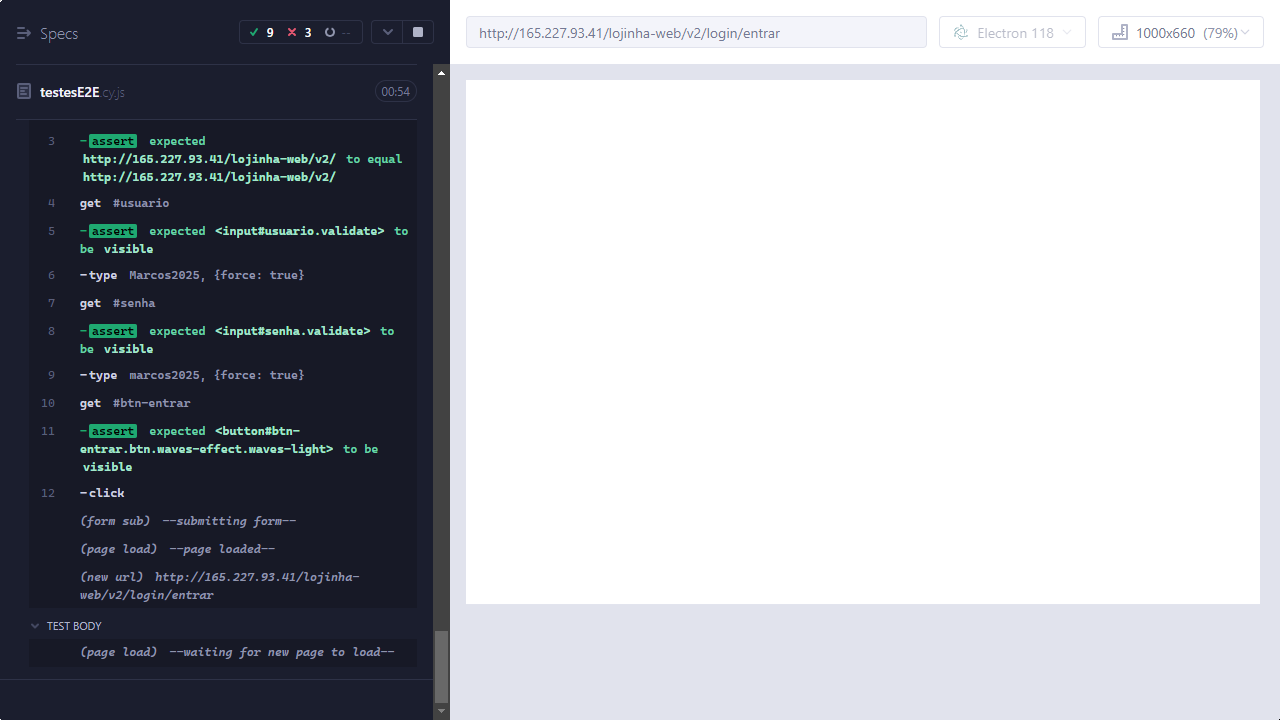 Specs
9
3
--
http://165.227.93.41/lojinha-web/v2/login/entrar
Electron 118
1000x660 (79%)
testesE2E.cy.js
00:54
3 -assert expected
http://165.227.93.41/lojinha-web/v2/ to equal
http://165.227.93.41/lojinha-web/v2/
4 get #usuario
5 -assert expected <input#usuario.validate> to
be visible
6 -type Marcos2025, {force: true}
7 get #senha
8 -assert expected <input#senha.validate> to
be visible
9 -type marcos2025, {force: true}
10 get #btn-entrar
11 -assert expected <button#btn-
entrar.btn.waves-effect.waves-light> to be
visible
12 -click
(form sub) --submitting form--
(page load) --page loaded--
(new url) http://165.227.93.41/lojinha-
web/v2/login/entrar
TEST BODY
(page load) --waiting for new page to load--